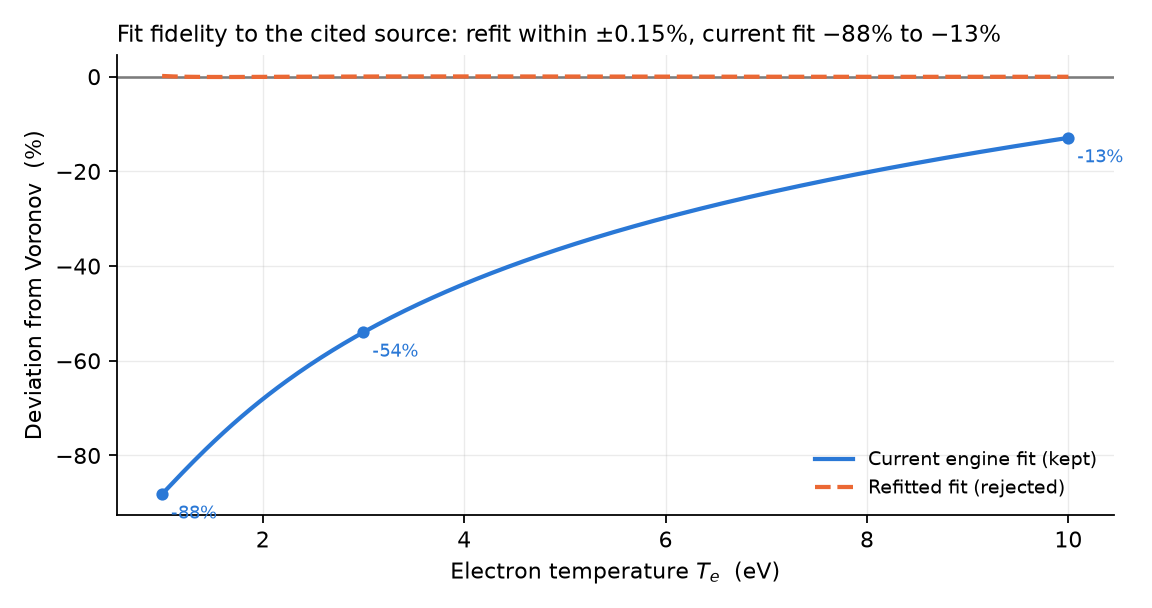 Fit fidelity to the cited source: refit within ±0.15%, current fit −88% to −13%
Deviation from Voronov (%)
0
−20
−40
−60
−80
-13%
-54%
-88%
Current engine fit (kept)
Refitted fit (rejected)
2
4
6
8
10
Electron temperature Te (eV)